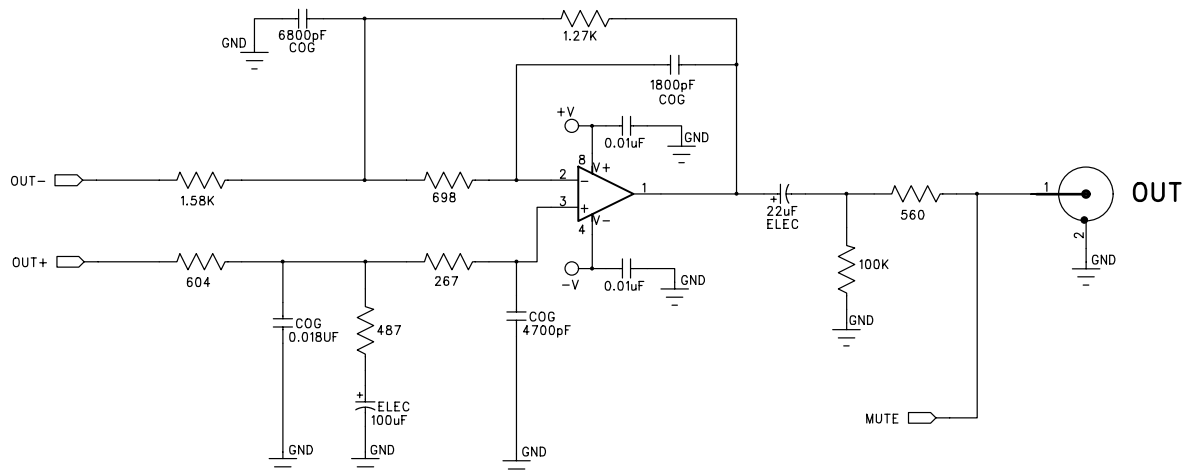 GND
6800pF
COG
1.27K
1800pF
COG
+V
0.01uF
GND
8
V+
OUT-
1.58K
698
2
-
3
+
1
4
V-
+
22uF
ELEC
560
1
OUT
2
GND
OUT+
604
267
-V
0.01uF
GND
100K
GND
COG
0.018UF
487
COG
4700pF
+
ELEC
100uF
MUTE
GND
GND
GND